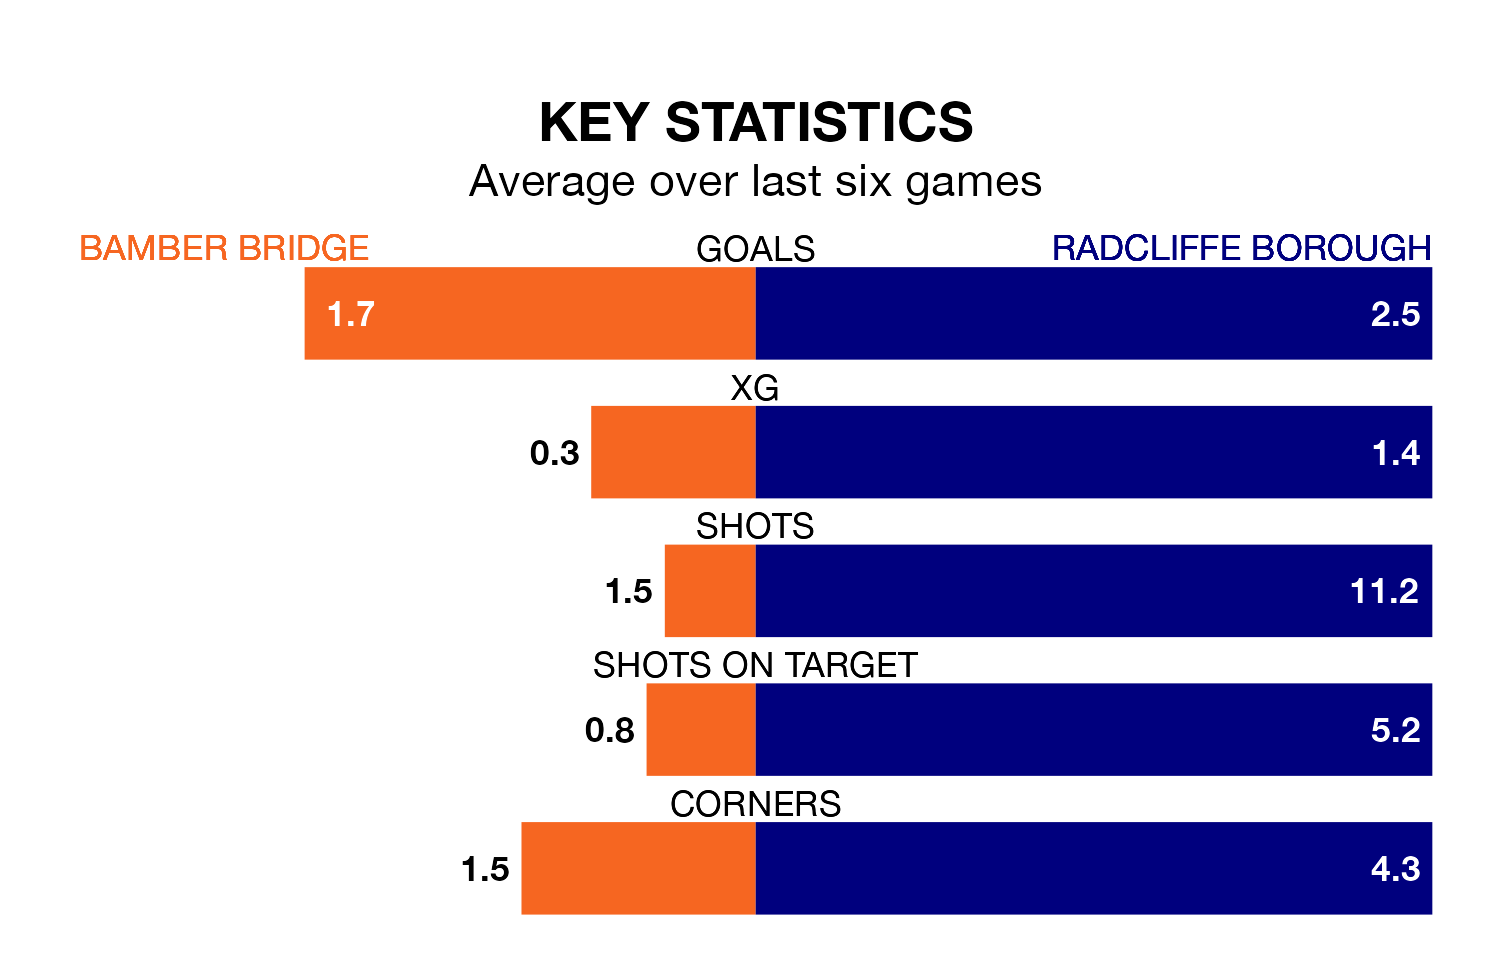 KEY STATISTICS
Average over last six games
BAMBER BRIDGE GOALS RADCLIFFE BOROUGH
1.7 2.5
XG
0.3 1.4
SHOTS
1.5 11.2
SHOTS ON TARGET
0.8 5.2
CORNERS
1.5 4.3